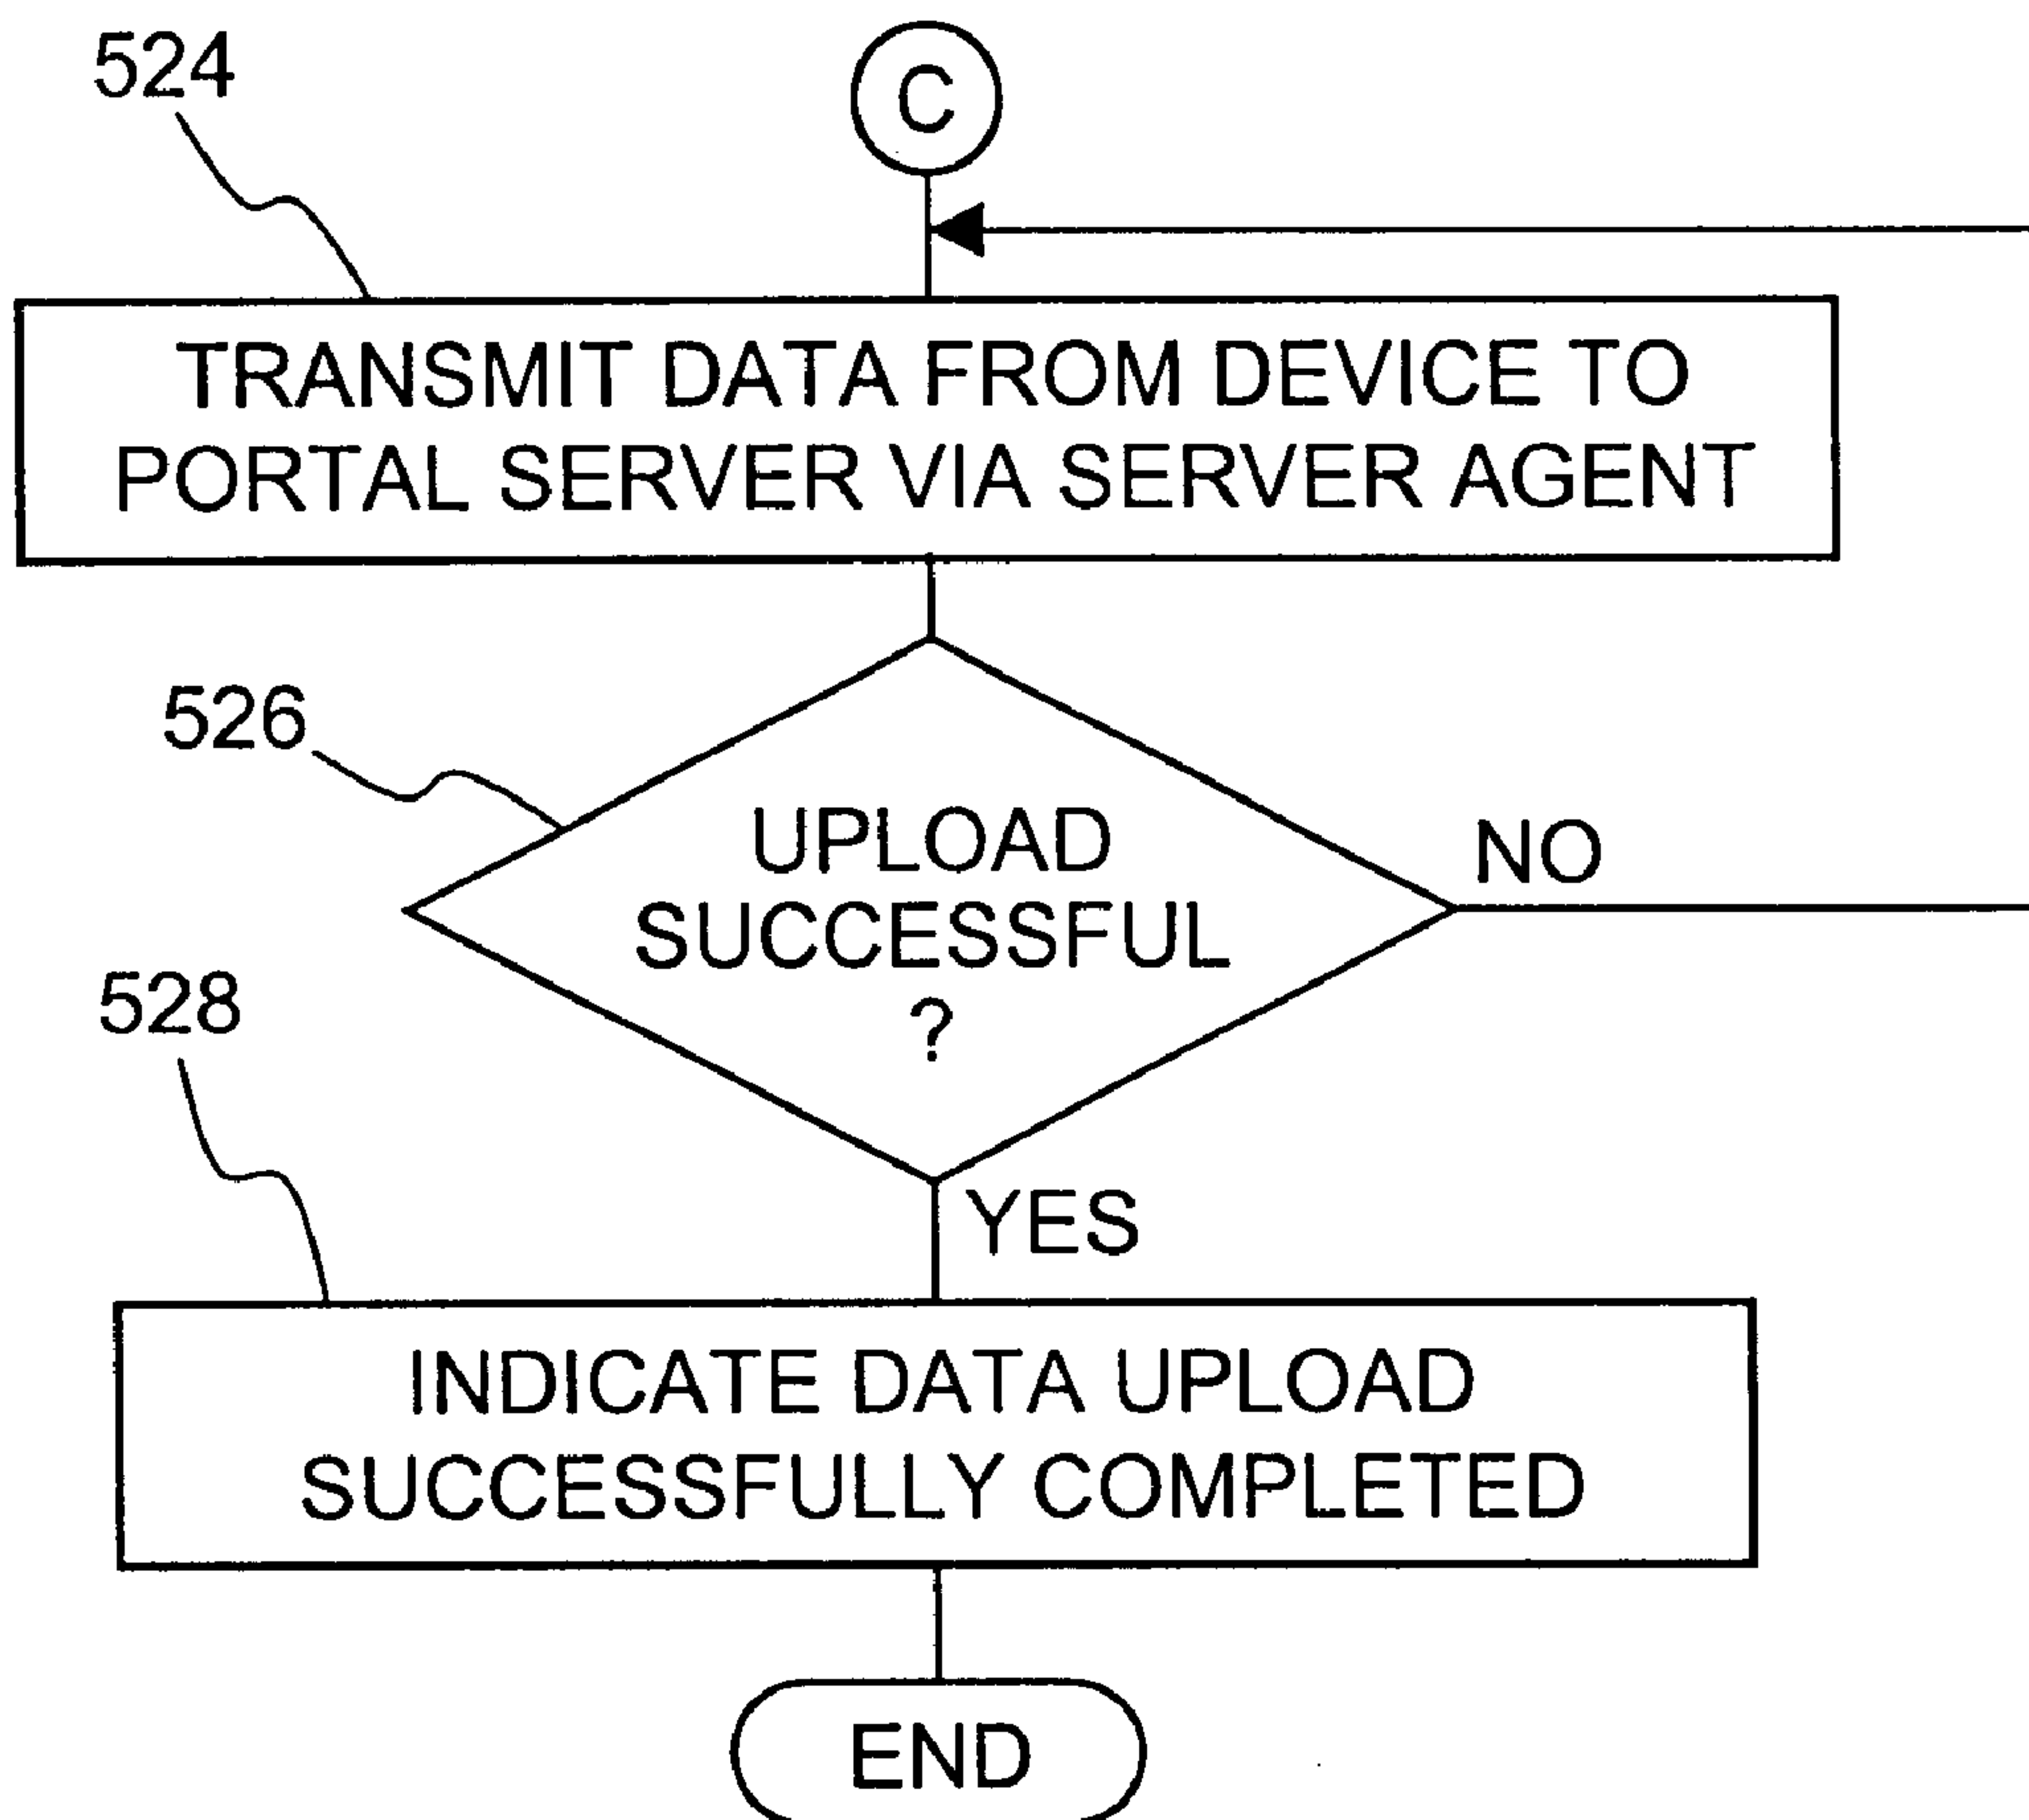 524
C
TRANSMIT DATA FROM DEVICE TO
PORTAL SERVER VIA SERVER AGENT
526
UPLOAD
SUCCESSFUL
?
NO
528
YES
INDICATE DATA UPLOAD
SUCCESSFULLY COMPLETED
END